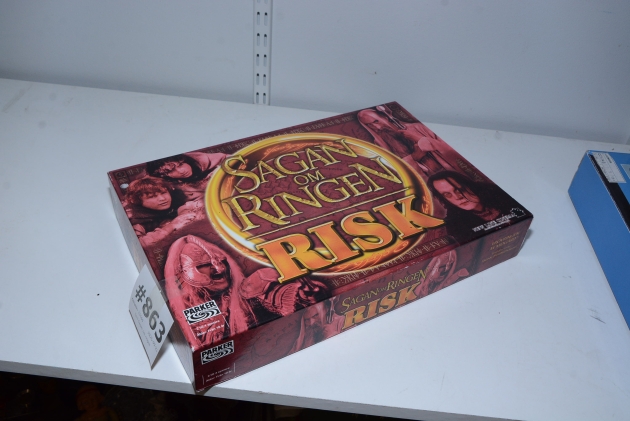 SAGAN
OM
RINGEN
RISK
PARKER
#863
SAGAN OM RINGEN
RISK
PARKER